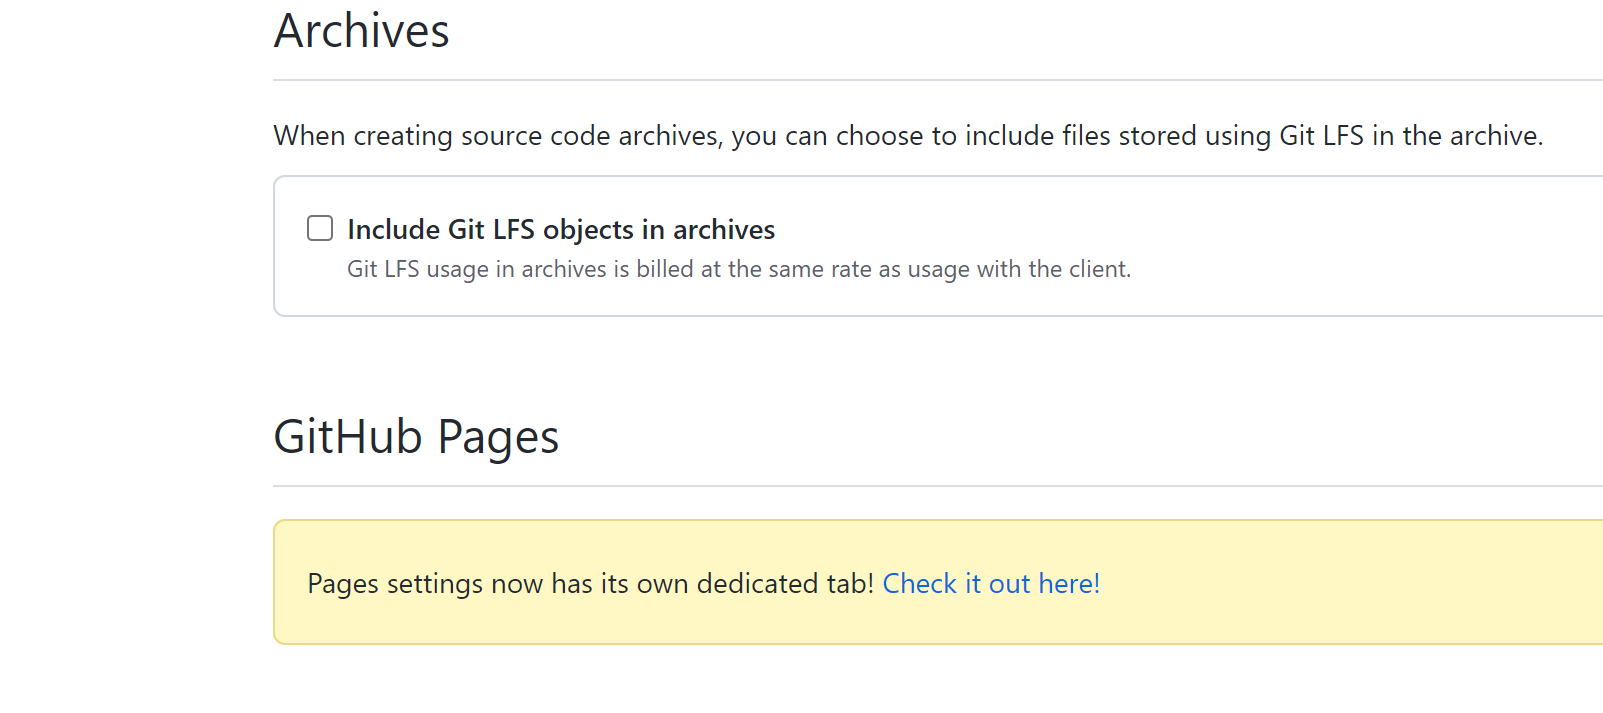 Archives
When creating source code archives, you can choose to include files stored using Git LFS in the archive.
Include Git LFS objects in archives
Git LFS usage in archives is billed at the same rate as usage with the client.
GitHub Pages
Pages settings now has its own dedicated tab! Check it out here!